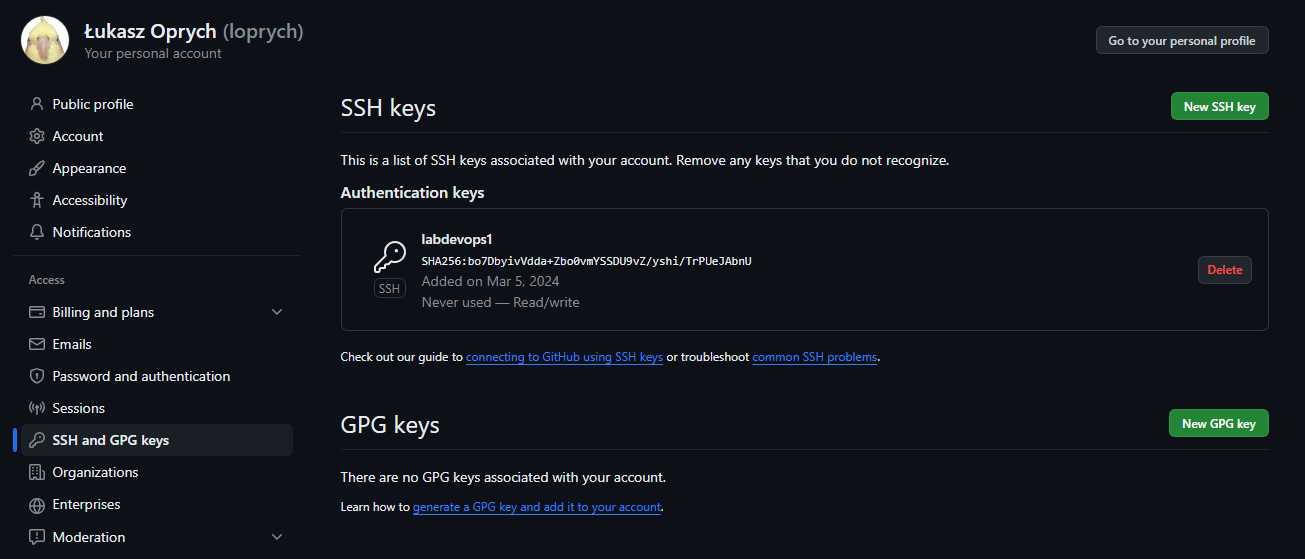 Łukasz Oprych (loprych)
Your personal account
Go to your personal profile
Public profile
Account
Appearance
Accessibility
Notifications
Access
Billing and plans
Emails
Password and authentication
Sessions
SSH and GPG keys
Organizations
Enterprises
Moderation
SSH keys
New SSH key
This is a list of SSH keys associated with your account. Remove any keys that you do not recognize.
Authentication keys
labdevops1
SHA256:bo7DbyivVdda+Zbo0vmYSSDU9vZ/yshi/TrPUeJAbnU
SSH
Added on Mar 5, 2024
Never used — Read/write
Delete
Check out our guide to connecting to GitHub using SSH keys or troubleshoot common SSH problems.
GPG keys
New GPG key
There are no GPG keys associated with your account.
Learn how to generate a GPG key and add it to your account.